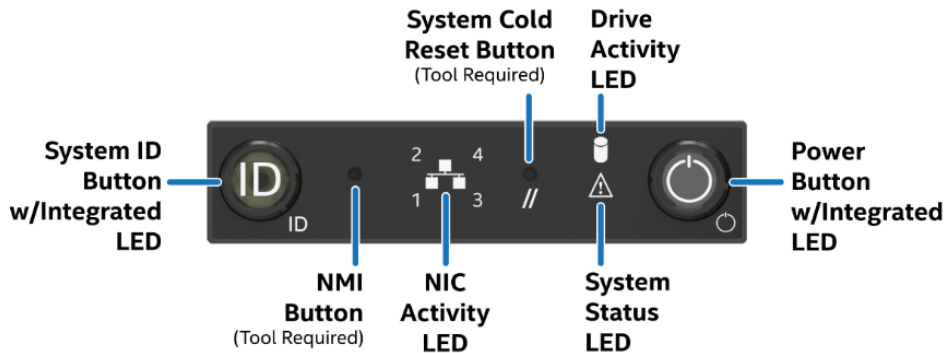 System Cold
Reset Button
(Tool Required)
Drive
Activity
LED
System ID
Button
w/Integrated
LED
ID
ID
2 4
1 3
//
Power
Button
w/Integrated
LED
NMI
Button
(Tool Required)
NIC
Activity
LED
System
Status
LED